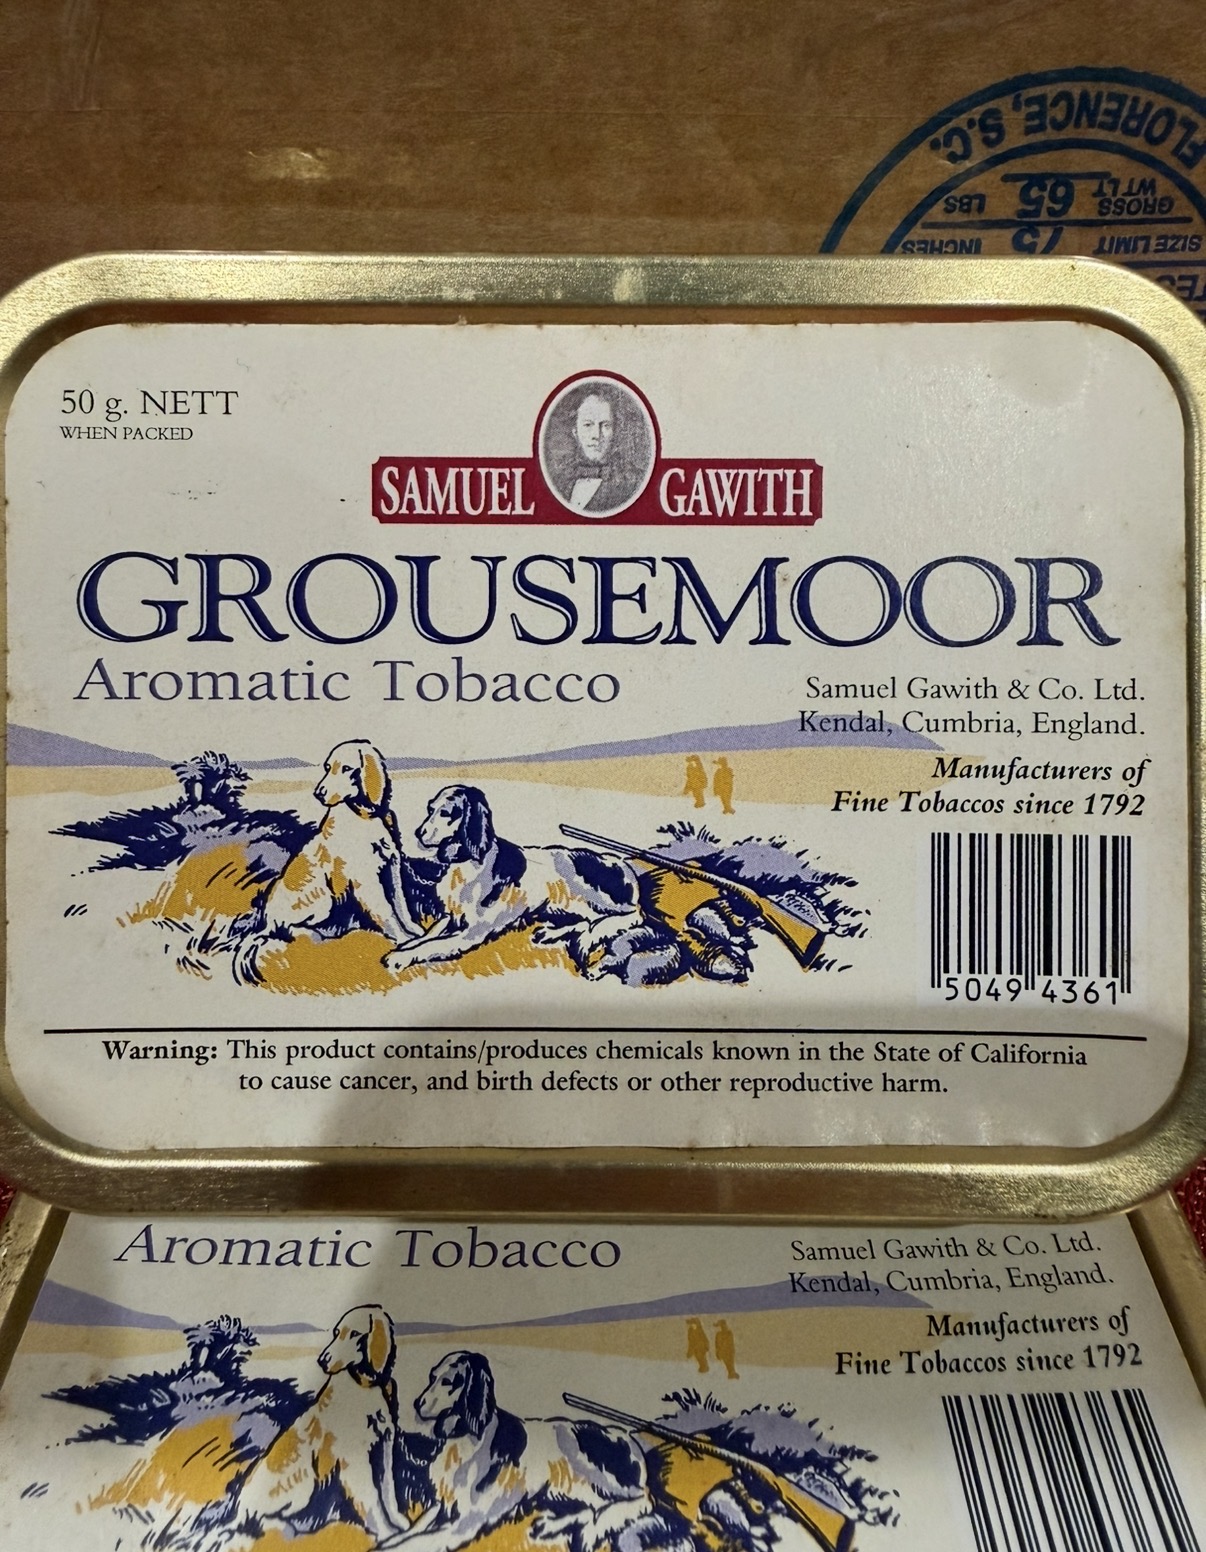 FLORENCE, S.C.
GROSS WT LT 65 LBS
SIZE LIMIT 75 INCHES
50 g. NETT
WHEN PACKED
SAMUEL GAWITH
GROUSEMOOR
Aromatic Tobacco
Samuel Gawith & Co. Ltd.
Kendal, Cumbria, England.
Manufacturers of
Fine Tobaccos since 1792
5049 4361
Warning: This product contains/produces chemicals known in the State of California
to cause cancer, and birth defects or other reproductive harm.
Aromatic Tobacco
Samuel Gawith & Co. Ltd.
Kendal, Cumbria, England.
Manufacturers of
Fine Tobaccos since 1792